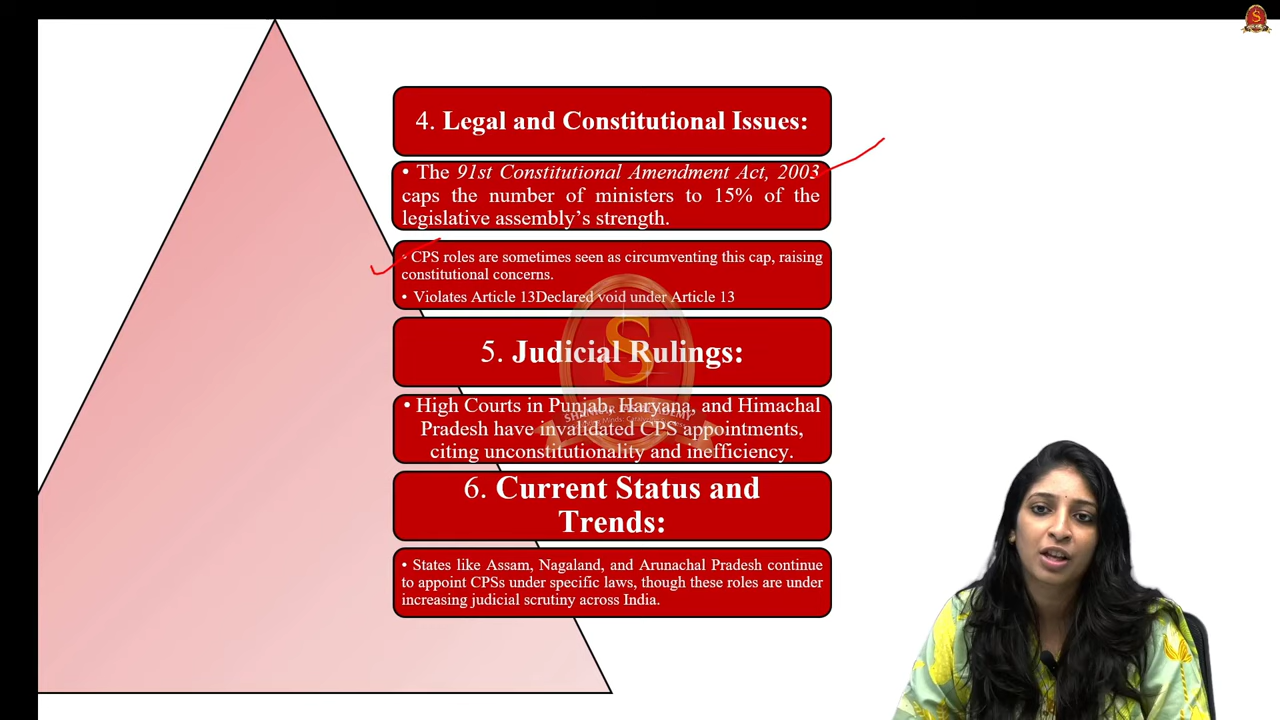 4. Legal and Constitutional Issues:
• The 91st Constitutional Amendment Act, 2003
caps the number of ministers to 15% of the
legislative assembly’s strength.
• CPS roles are sometimes seen as circumventing this cap, raising
constitutional concerns.
• Violates Article 13Declared void under Article 13
5. Judicial Rulings:
• High Courts in Punjab, Haryana, and Himachal
Pradesh have invalidated CPS appointments,
citing unconstitutionality and inefficiency.
6. Current Status and
Trends:
• States like Assam, Nagaland, and Arunachal Pradesh continue
to appoint CPSs under specific laws, though these roles are under
increasing judicial scrutiny across India.
S
S